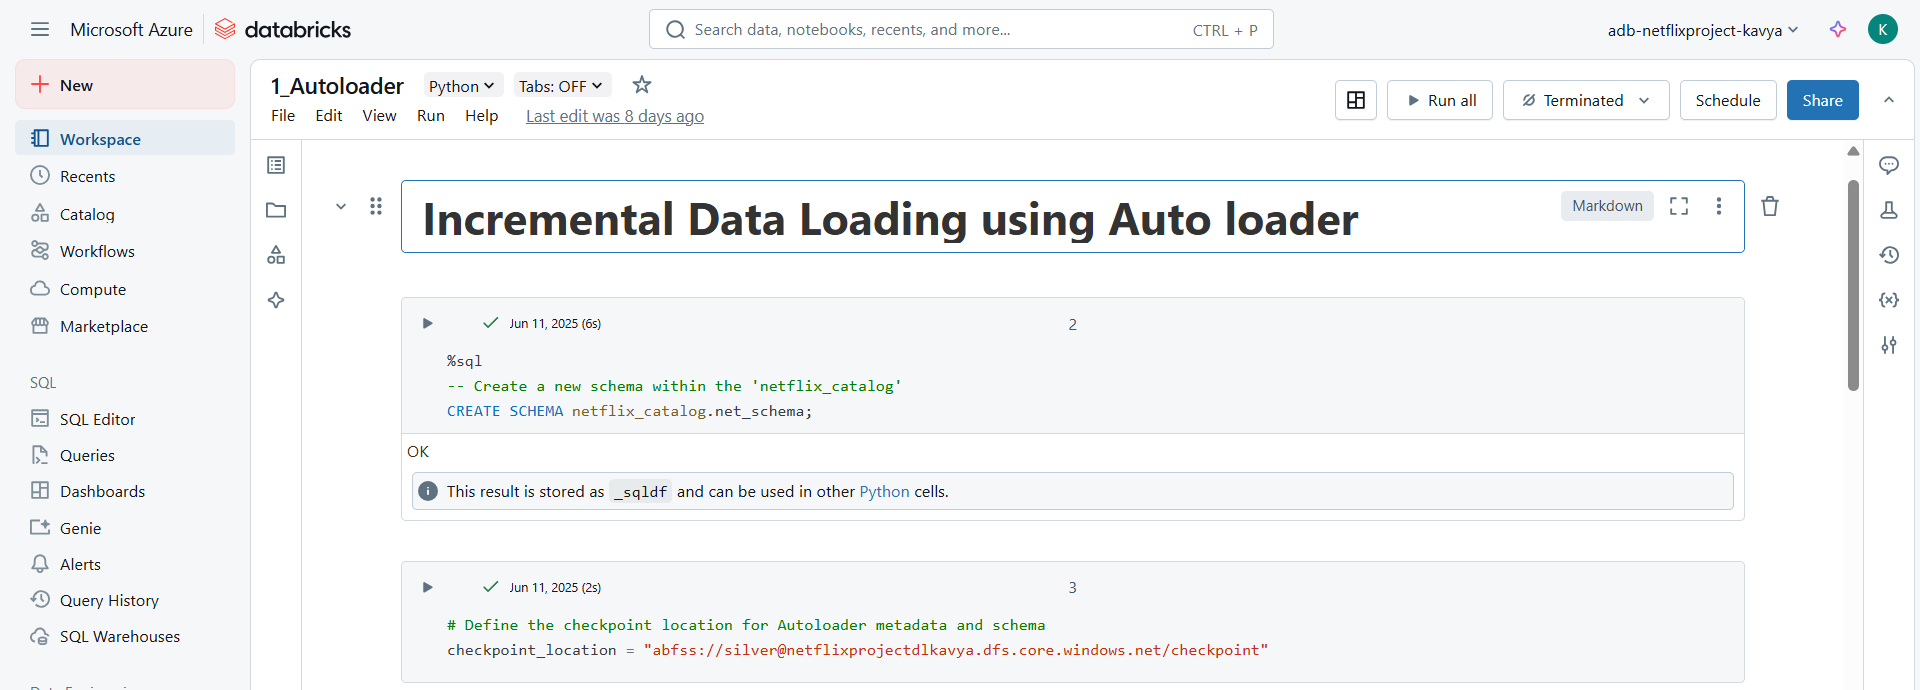 Microsoft Azure databricks
Search data, notebooks, recents, and more... CTRL + P
adb-netflixproject-kavya
K
New
Workspace
Recents
Catalog
Workflows
Compute
Marketplace
SQL
SQL Editor
Queries
Dashboards
Genie
Alerts
Query History
SQL Warehouses
1_Autoloader Python Tabs: OFF
File Edit View Run Help Last edit was 8 days ago
Run all Terminated Schedule Share
Incremental Data Loading using Auto loader
Markdown
Jun 11, 2025 (6s) 2
%sql
-- Create a new schema within the 'netflix_catalog'
CREATE SCHEMA netflix_catalog.net_schema;
OK
This result is stored as _sqldf and can be used in other Python cells.
Jun 11, 2025 (2s) 3
# Define the checkpoint location for Autoloader metadata and schema
checkpoint_location = "abfss://silver@netflixprojectdlkavya.dfs.core.windows.net/checkpoint"